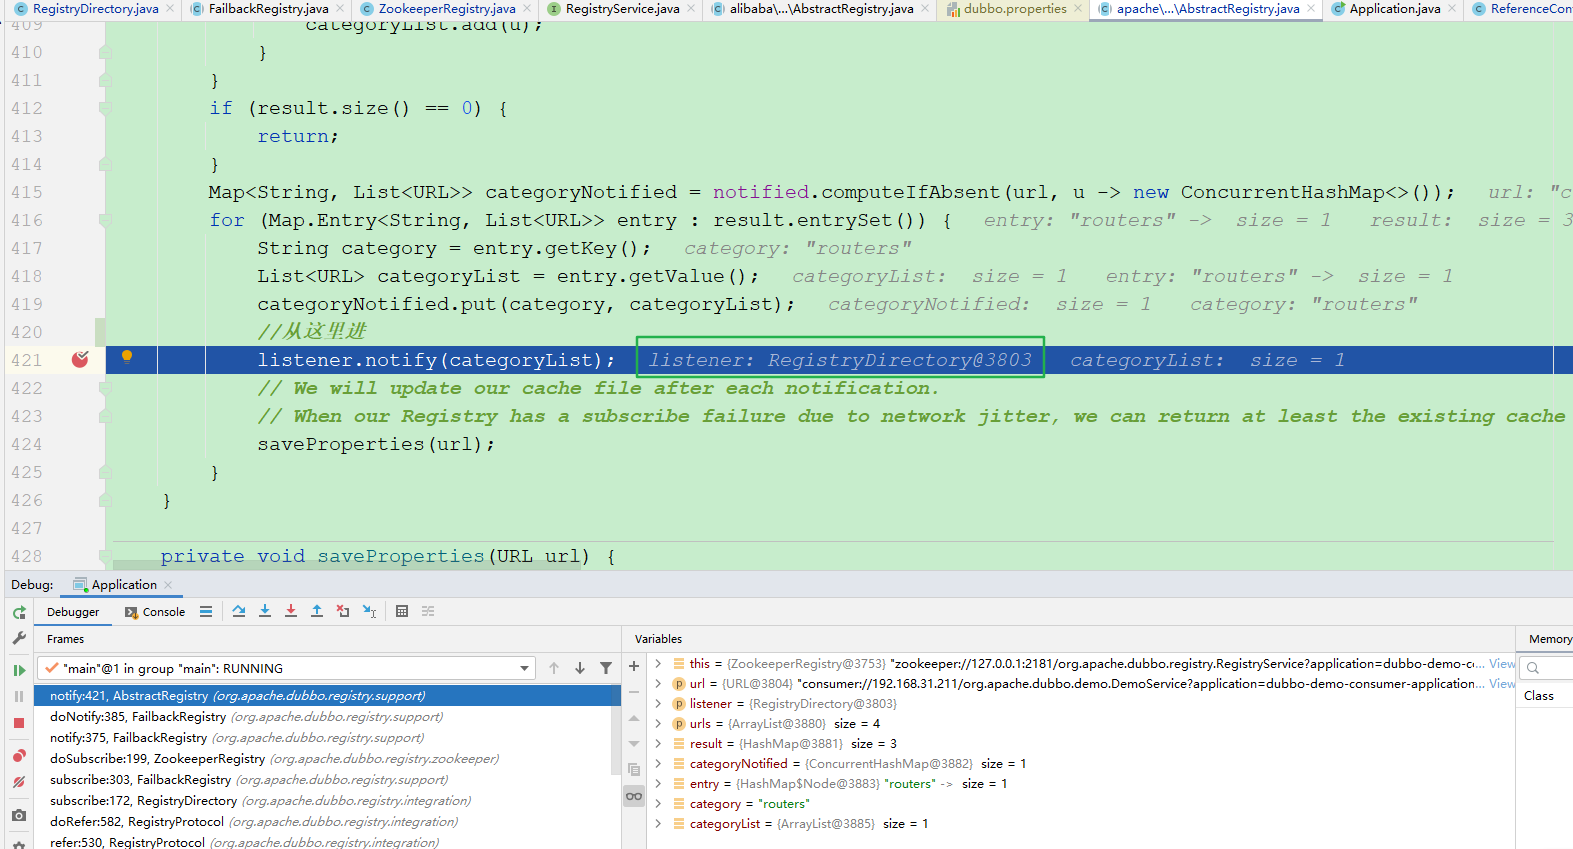 RegistryDirectory.java FailbackRegistry.java ZookeeperRegistry.java RegistryService.java alibaba\...\AbstractRegistry.java dubbo.properties apache\...\AbstractRegistry.java Application.java ReferenceCon
409 categoryList.add(u);
410 }
411 }
412 if (result.size() == 0) {
413 return;
414 }
415 Map<String, List<URL>> categoryNotified = notified.computeIfAbsent(url, u -> new ConcurrentHashMap<>()); url: "c
416 for (Map.Entry<String, List<URL>> entry : result.entrySet()) { entry: "routers" -> size = 1 result: size = 3
417 String category = entry.getKey(); category: "routers"
418 List<URL> categoryList = entry.getValue(); categoryList: size = 1 entry: "routers" -> size = 1
419 categoryNotified.put(category, categoryList); categoryNotified: size = 1 category: "routers"
420 //从这里进
421 listener.notify(categoryList); listener: RegistryDirectory@3803 categoryList: size = 1
422 // We will update our cache file after each notification.
423 // When our Registry has a subscribe failure due to network jitter, we can return at least the existing cache
424 saveProperties(url);
425 }
426 }
427
428 private void saveProperties(URL url) {
Debug: Application
Debugger Console
Frames
"main"@1 in group "main": RUNNING
notify:421, AbstractRegistry (org.apache.dubbo.registry.support)
doNotify:385, FailbackRegistry (org.apache.dubbo.registry.support)
notify:375, FailbackRegistry (org.apache.dubbo.registry.support)
doSubscribe:199, ZookeeperRegistry (org.apache.dubbo.registry.zookeeper)
subscribe:303, FailbackRegistry (org.apache.dubbo.registry.support)
subscribe:172, RegistryDirectory (org.apache.dubbo.registry.integration)
doRefer:582, RegistryProtocol (org.apache.dubbo.registry.integration)
refer:530, RegistryProtocol (org.apache.dubbo.registry.integration)
Variables
this = {ZookeeperRegistry@3753} "zookeeper://127.0.0.1:2181/org.apache.dubbo.registry.RegistryService?application=dubbo-demo-c... View
url = {URL@3804} "consumer://192.168.31.211/org.apache.dubbo.demo.DemoService?application=dubbo-demo-consumer-application... View
listener = {RegistryDirectory@3803}
urls = {ArrayList@3880} size = 4
result = {HashMap@3881} size = 3
categoryNotified = {ConcurrentHashMap@3882} size = 1
entry = {HashMap$Node@3883} "routers" -> size = 1
category = "routers"
categoryList = {ArrayList@3885} size = 1
Memory
Class